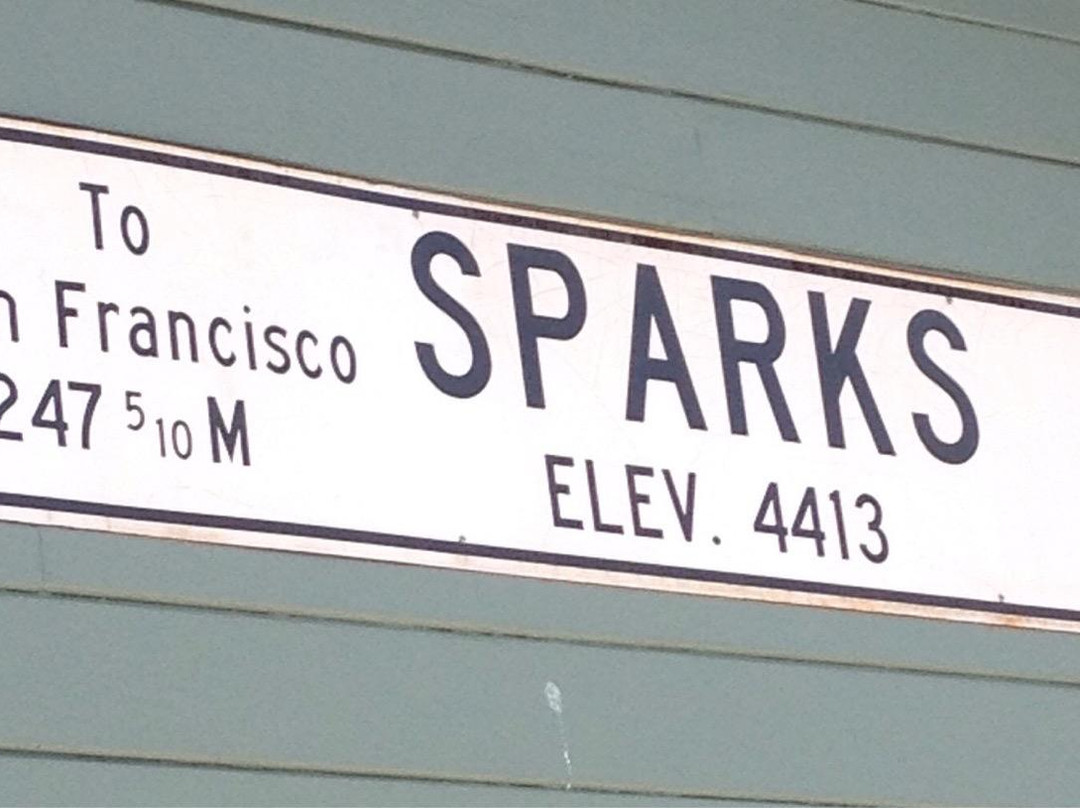 To
n Francisco
247 5 10 M
SPARKS
ELEV. 4413